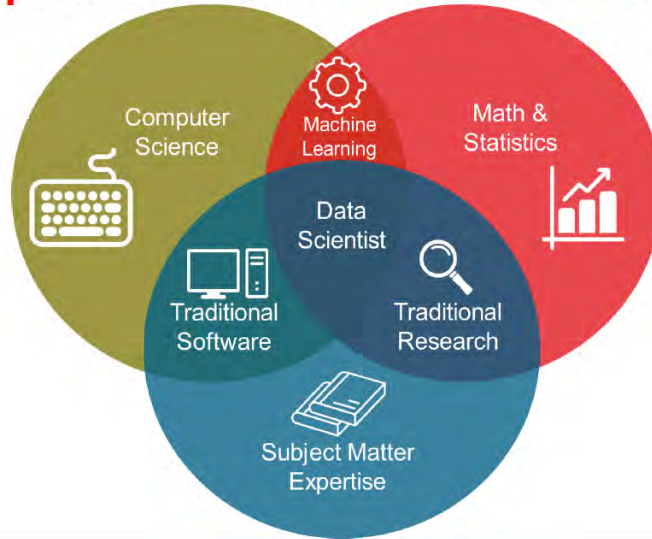 Computer
Science
Machine
Learning
Math &
Statistics
Data
Scientist
Traditional
Software
Traditional
Research
Subject Matter
Expertise